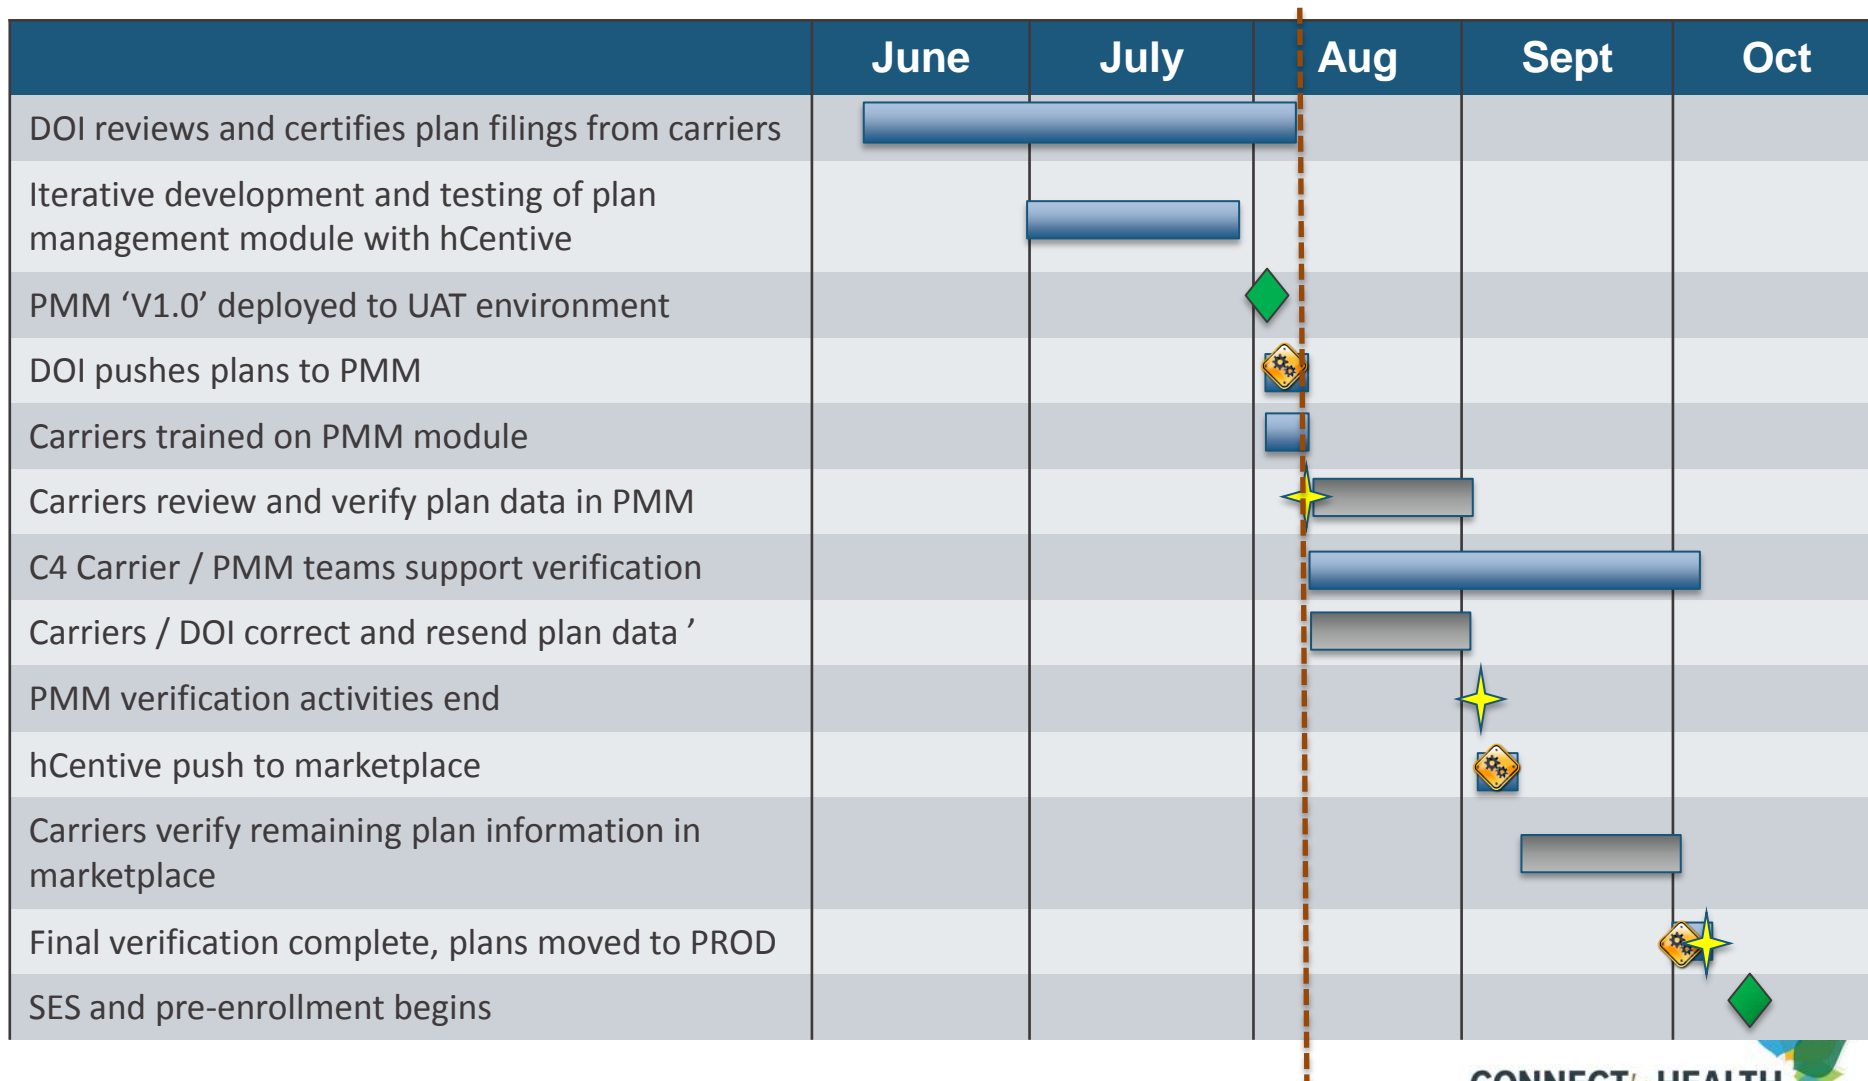 June July Aug Sept Oct
DOI reviews and certifies plan filings from carriers
Iterative development and testing of plan
management module with hCentive
PMM ‘V1.0’ deployed to UAT environment
DOI pushes plans to PMM
Carriers trained on PMM module
Carriers review and verify plan data in PMM
C4 Carrier / PMM teams support verification
Carriers / DOI correct and resend plan data ’
PMM verification activities end
hCentive push to marketplace
Carriers verify remaining plan information in
marketplace
Final verification complete, plans moved to PROD
SES and pre-enrollment begins
CONNECT HEALTH